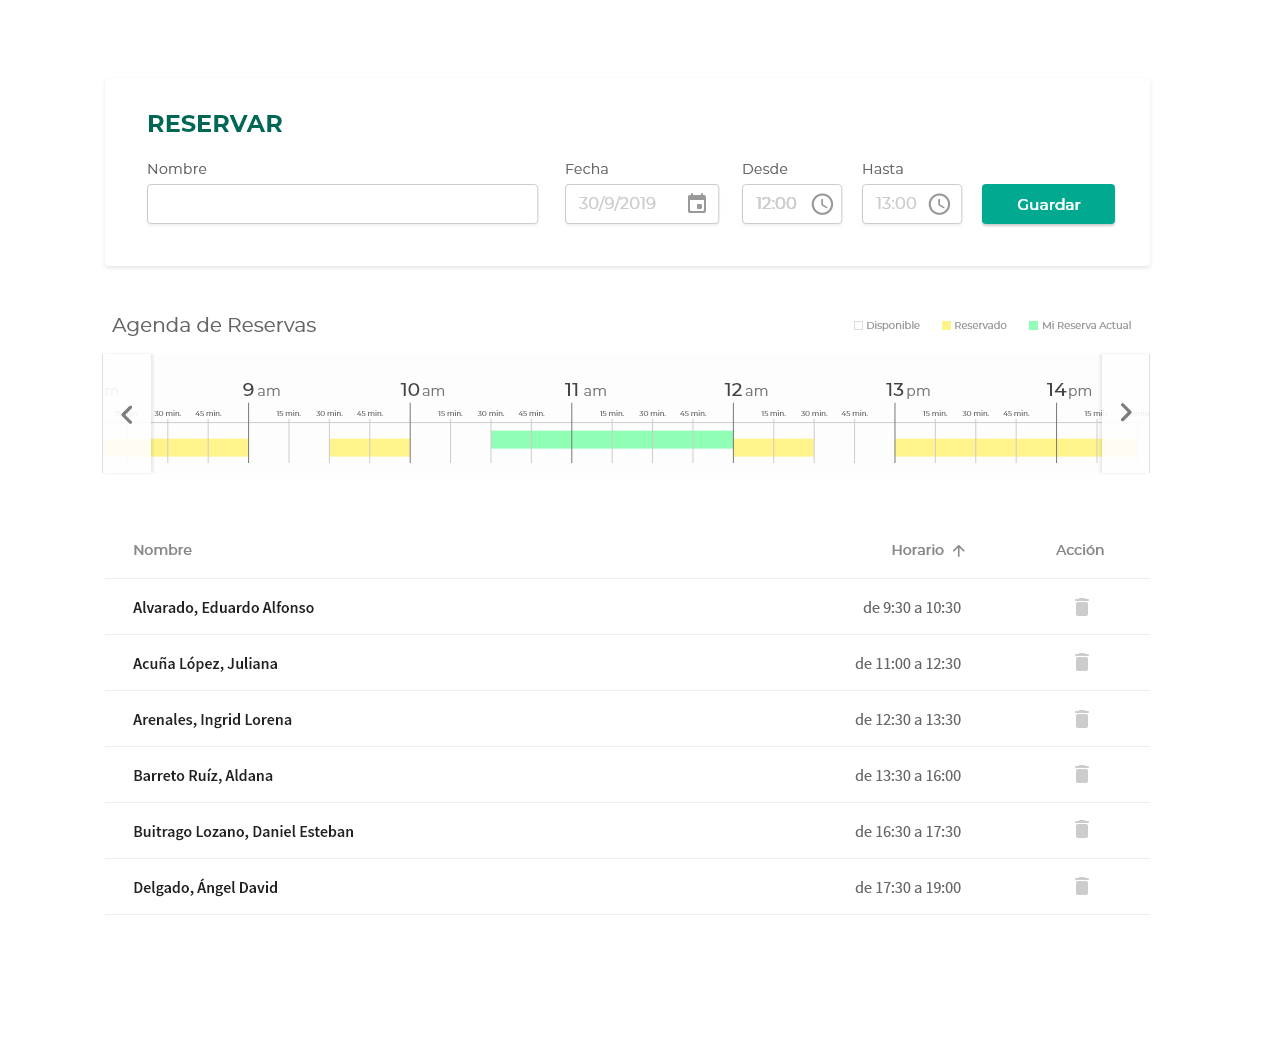 RESERVAR
Nombre Fecha Desde Hasta
30/9/2019 12:00 13:00 Guardar
Agenda de Reservas Disponible Reservado Mi Reserva Actual
9 am 10 am 11 am 12 am 13 pm 14 pm
30 min. 45 min. 15 min. 30 min. 45 min. 15 min. 30 min. 45 min. 15 min. 30 min. 45 min. 15 min. 30 min. 45 min. 15 min. 30 min. 45 min.
Nombre Horario Acción
Alvarado, Eduardo Alfonso de 9:30 a 10:30
Acuña López, Juliana de 11:00 a 12:30
Arenales, Ingrid Lorena de 12:30 a 13:30
Barreto Ruíz, Aldana de 13:30 a 16:00
Buitrago Lozano, Daniel Esteban de 16:30 a 17:30
Delgado, Ángel David de 17:30 a 19:00